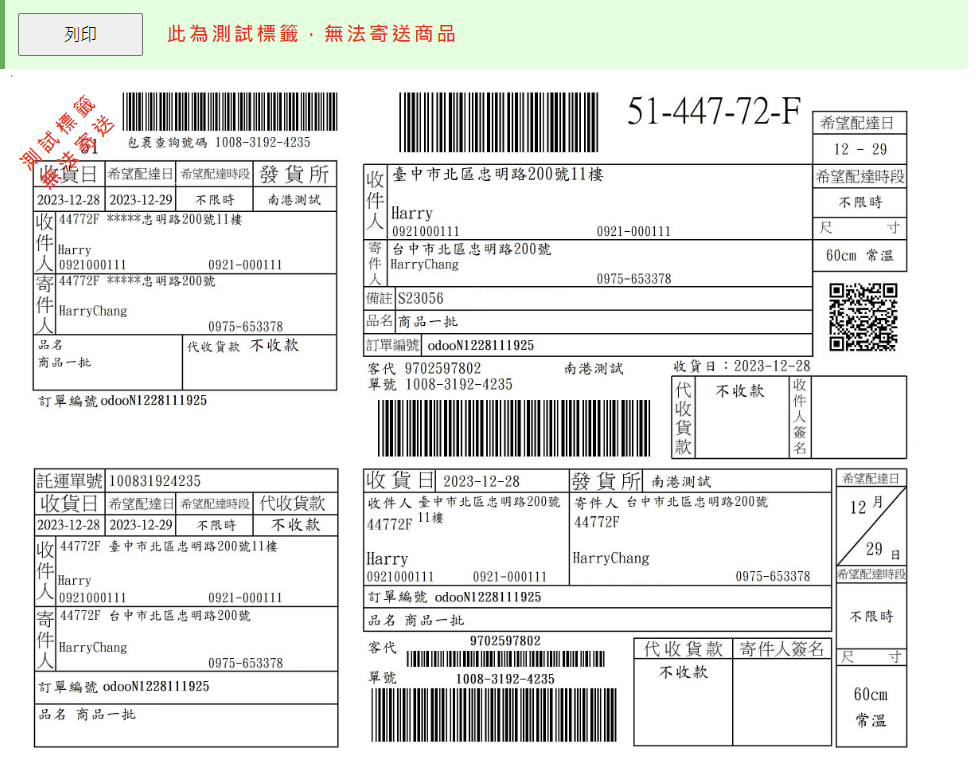 列印
此為測試標籤，無法寄送商品
測試標籤
無法寄送
01
包裹查詢號碼 1008-3192-4235
收貨日 希望配達日 希望配達時段 發貨所
2023-12-28 2023-12-29 不限時 南港測試
收件人
44772F *****忠明路200號11樓
Harry
0921000111 0921-000111
寄件人
44772F *****忠明路200號
HarryChang
0975-653378
品名
商品一批
代收貨款 不收款
訂單編號odooN1228111925
51-447-72-F
收件人
臺中市北區忠明路200號11樓
Harry
0921000111 0921-000111
寄件人
台中市北區忠明路200號
HarryChang
0975-653378
備註 S23056
品名 商品一批
訂單編號 odooN1228111925
客代 9702597802 南港測試
單號 1008-3192-4235
收貨日：2023-12-28
代收貨款 不收款 收件人簽名
希望配達日
12 - 29
希望配達時段
不限時
尺 寸
60cm 常溫
託運單號 100831924235
收貨日 希望配達日 希望配達時段 代收貨款
2023-12-28 2023-12-29 不限時 不收款
收件人
44772F 臺中市北區忠明路200號11樓
Harry
0921000111 0921-000111
寄件人
44772F 台中市北區忠明路200號
HarryChang
0975-653378
訂單編號 odooN1228111925
品名 商品一批
收貨日 2023-12-28 發貨所 南港測試
收件人 臺中市北區忠明路200號
11樓
44772F
Harry
0921000111 0921-000111
寄件人 台中市北區忠明路200號
44772F
HarryChang
0975-653378
訂單編號 odooN1228111925
品名 商品一批
客代 9702597802
單號 1008-3192-4235
代收貨款 寄件人簽名
不收款
希望配達日
12 月
29 日
希望配達時段
不限時
尺 寸
60cm
常溫